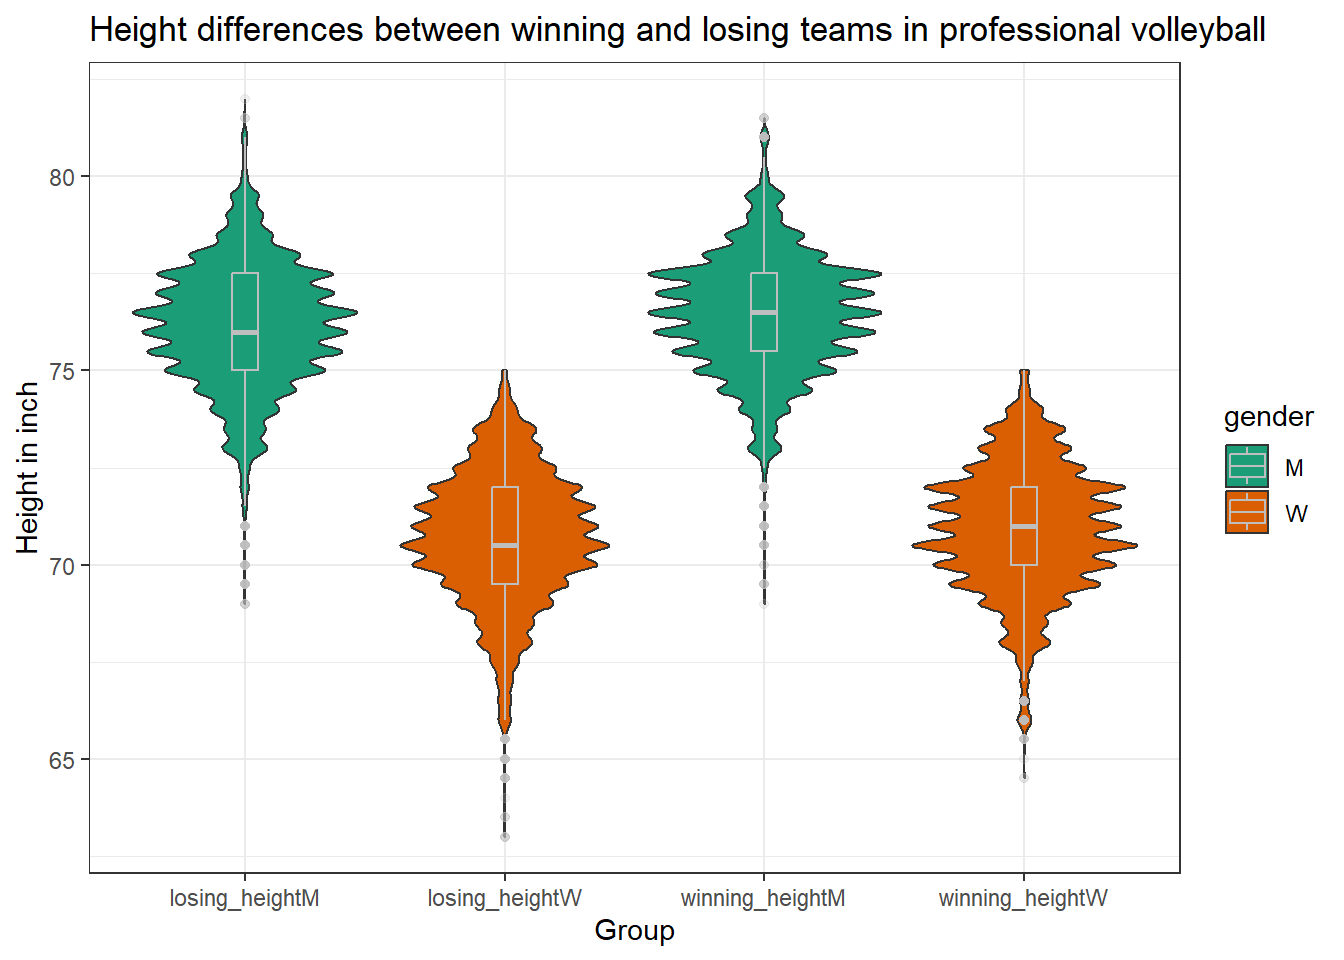 Height differences between winning and losing teams in professional volleyball
80
75
70
65
Height in inch
losing_heightM losing_heightW winning_heightM winning_heightW
Group
gender
M
W